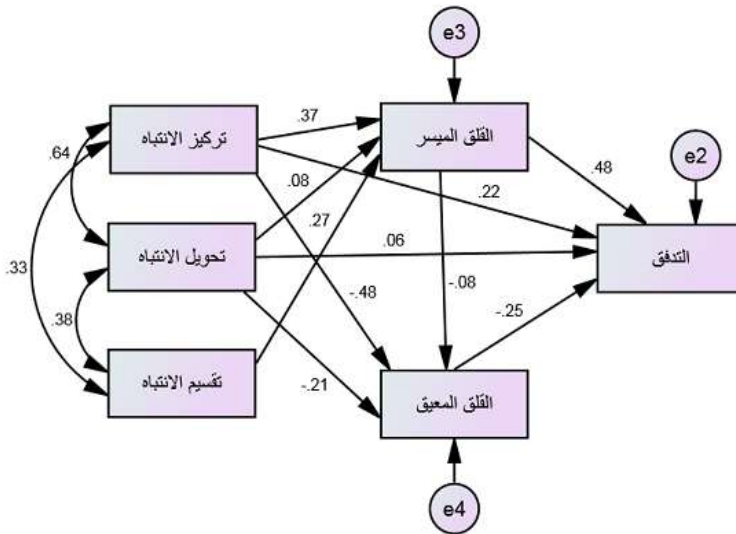 e3
تركيز الانتباه
.37
القلق الميسر
.64
.08
.22
.48
e2
.27
.33
تحويل الانتباه
.06
التدفق
.38
-.48
-.08
-.25
تقسيم الانتباه
-.21
القلق المعيق
e4